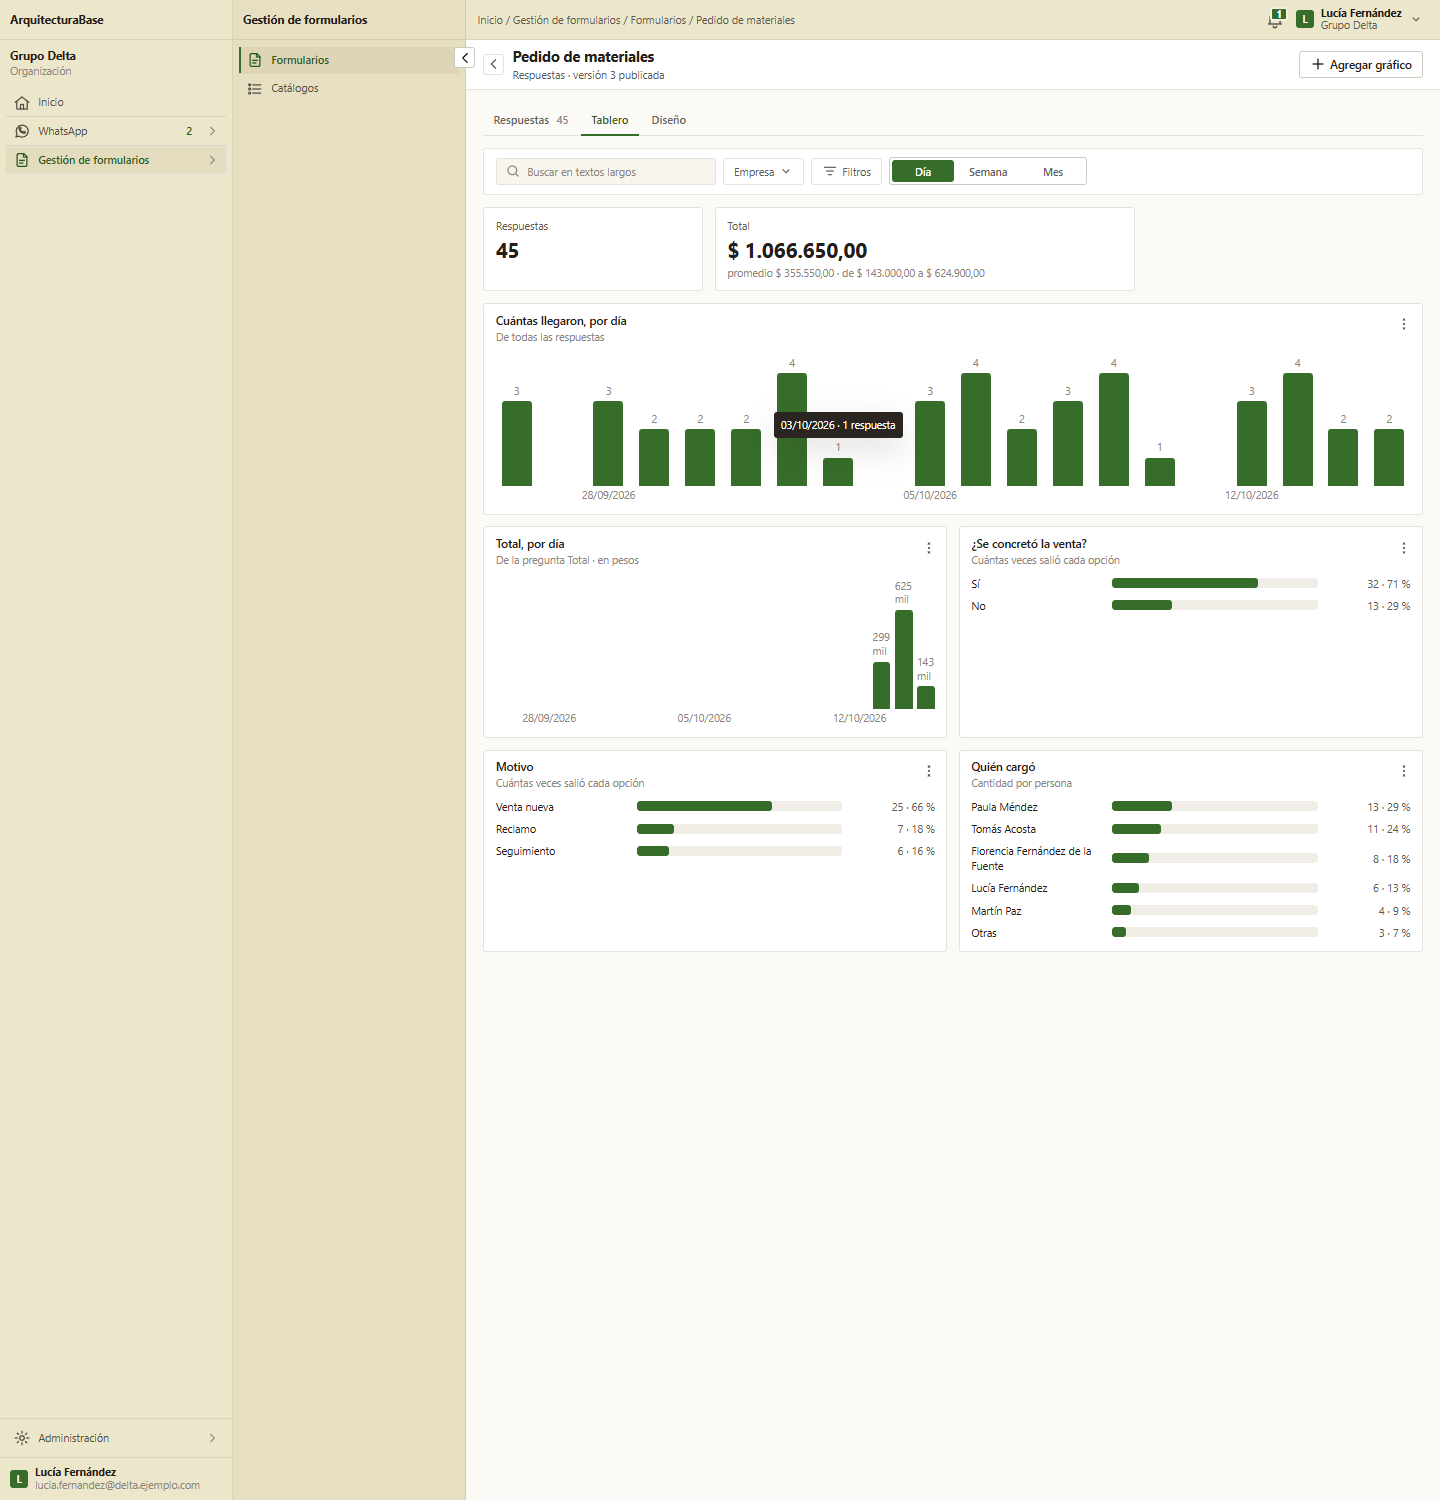 ArquitecturaBase
Grupo Delta
Organización
Inicio
WhatsApp 2
Gestión de formularios
Administración
L Lucía Fernández
lucia.fernandez@delta.ejemplo.com
Gestión de formularios
Formularios
Catálogos
Inicio / Gestión de formularios / Formularios / Pedido de materiales
1
L Lucía Fernández
Grupo Delta
Pedido de materiales
Respuestas · versión 3 publicada
Agregar gráfico
Respuestas 45 Tablero Diseño
Buscar en textos largos Empresa Filtros Día Semana Mes
Respuestas
45
Total
$ 1.066.650,00
promedio $ 355.550,00 · de $ 143.000,00 a $ 624.900,00
Cuántas llegaron, por día
De todas las respuestas
3 3 2 2 2 4 1 3 4 2 3 4 1 3 4 2 2
03/10/2026 · 1 respuesta
28/09/2026 05/10/2026 12/10/2026
Total, por día
De la pregunta Total · en pesos
299 mil
625 mil
143 mil
28/09/2026 05/10/2026 12/10/2026
¿Se concretó la venta?
Cuántas veces salió cada opción
Sí 32 · 71 %
No 13 · 29 %
Motivo
Cuántas veces salió cada opción
Venta nueva 25 · 66 %
Reclamo 7 · 18 %
Seguimiento 6 · 16 %
Quién cargó
Cantidad por persona
Paula Méndez 13 · 29 %
Tomás Acosta 11 · 24 %
Florencia Fernández de la
Fuente 8 · 18 %
Lucía Fernández 6 · 13 %
Martín Paz 4 · 9 %
Otras 3 · 7 %